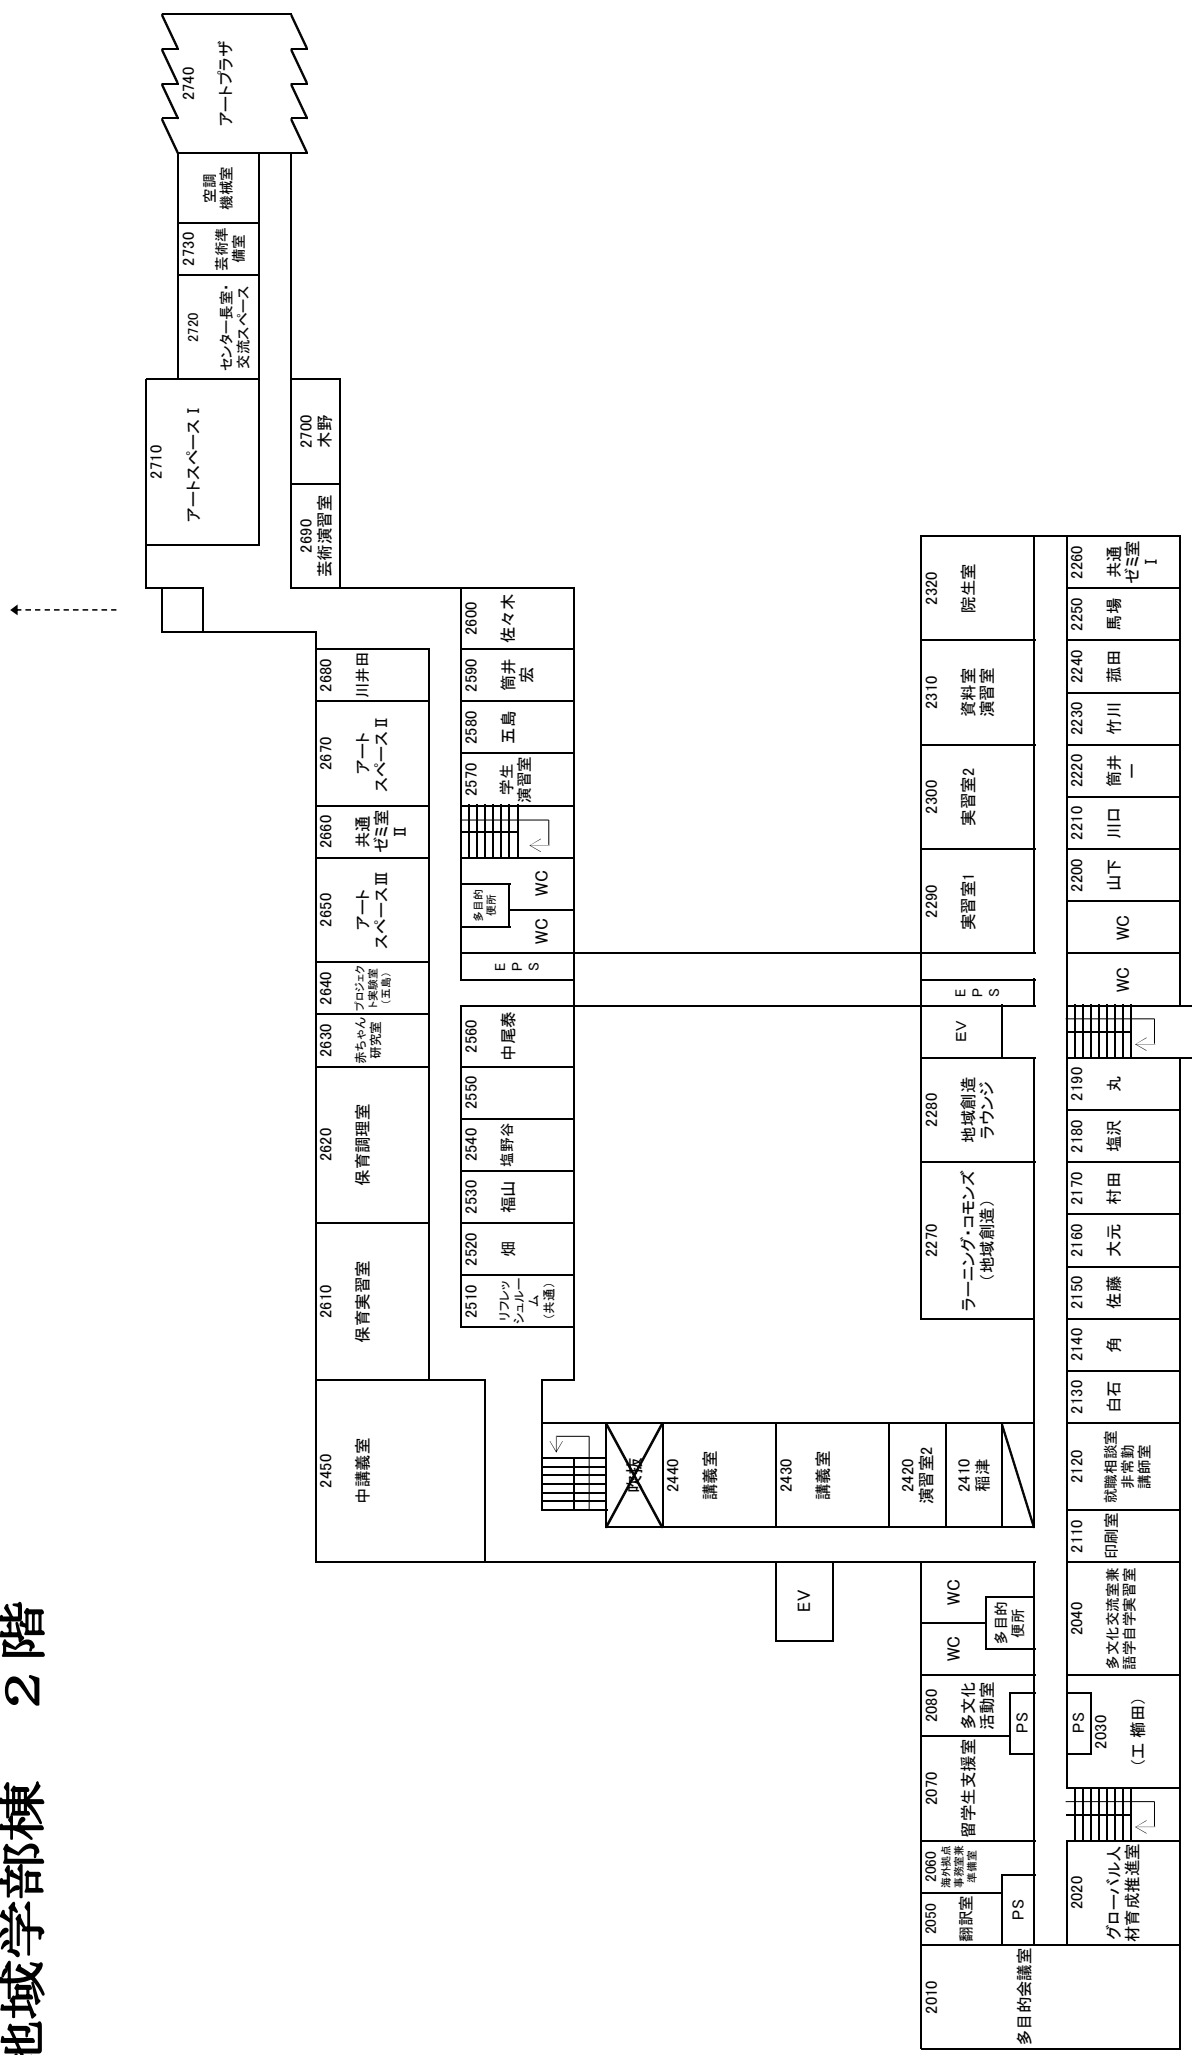 地域学部棟　２階
2740
アートプラザ
空調
機械室
2730
芸術準
備室
2720
センター長室・
交流スペース
2710
アートスペースⅠ
2700
木野
2690
芸術演習室
2680
川井田
2670
アート
スペースⅡ
2660
共通
ゼミ室
Ⅱ
2650
アート
スペースⅢ
2640
プロジェク
ト実験室
（五島）
2630
赤ちゃん
研究室
2620
保育調理室
2610
保育実習室
2450
中講義室
2600
佐々木
2590
筒井
宏
2580
五島
2570
学生
演習室
WC
多目的
便所
WC
EPS
2560
中尾泰
2550
2540
塩野谷
2530
福山
2520
畑
2510
リフレッ
シュルー
ム
（共通）
吹抜
2440
講義室
2430
講義室
2420
演習室2
2410
稲津
EV
2320
院生室
2310
資料室
演習室
2300
実習室2
2290
実習室1
EPS
EV
2280
地域創造
ラウンジ
2270
ラーニング・コモンズ
（地域創造）
WC
WC
多目的
便所
2080
多文化
活動室
PS
2070
留学生支援室
2060
海外拠点
事務室兼
準備室
2050
翻訳室
PS
2010
多目的会議室
2260
共通
ゼミ室
Ⅰ
2250
馬場
2240
菰田
2230
竹川
2220
筒井
一
2210
川口
2200
山下
WC
WC
2190
丸
2180
塩沢
2170
村田
2160
大元
2150
佐藤
2140
角
2130
白石
2120
就職相談室
非常勤
講師室
2110
印刷室
2040
多文化交流室兼
語学自学実習室
PS
2030
（工 櫛田）
2020
グローバル人
材育成推進室